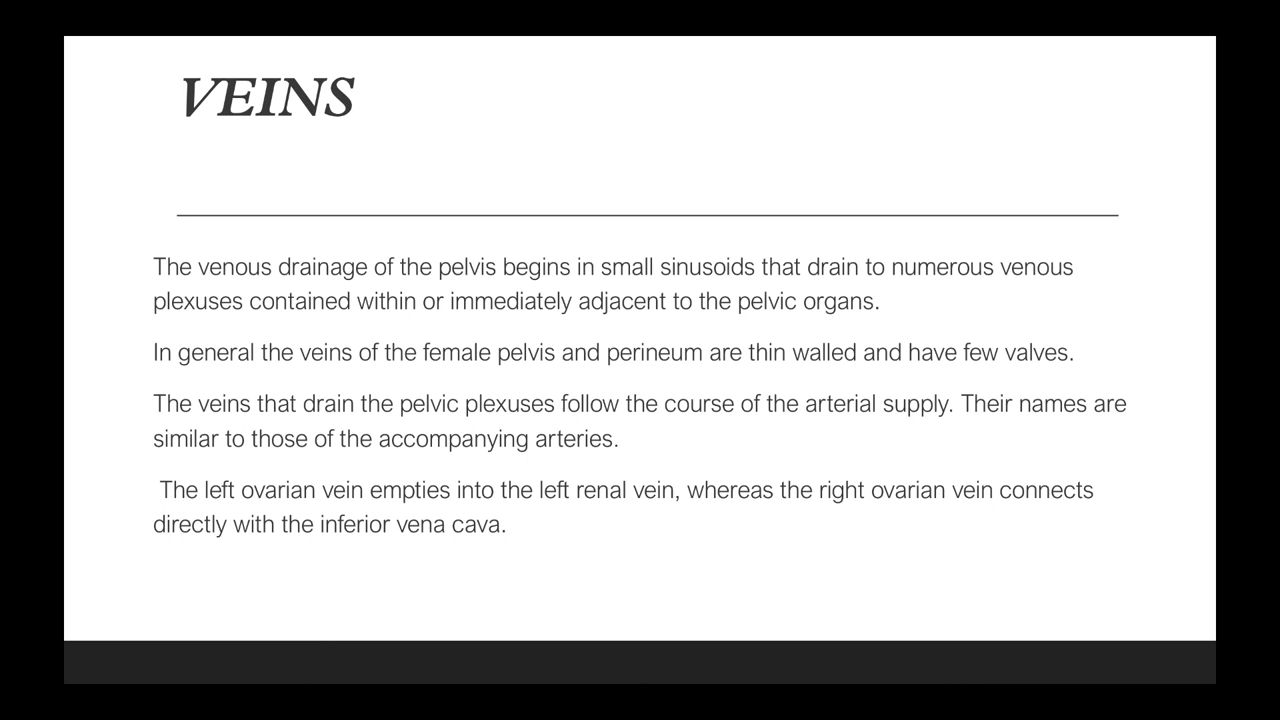 VEINS
The venous drainage of the pelvis begins in small sinusoids that drain to numerous venous
plexuses contained within or immediately adjacent to the pelvic organs.
In general the veins of the female pelvis and perineum are thin walled and have few valves.
The veins that drain the pelvic plexuses follow the course of the arterial supply. Their names are
similar to those of the accompanying arteries.
The left ovarian vein empties into the left renal vein, whereas the right ovarian vein connects
directly with the inferior vena cava.